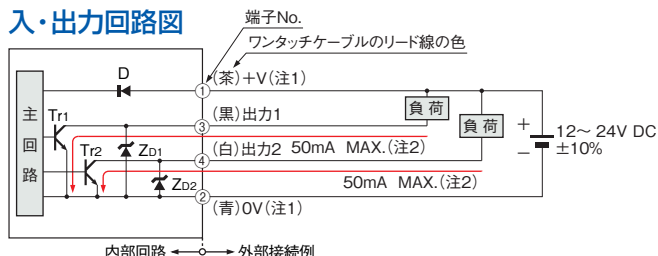 入・出力回路図
端子No.
ワンタッチケーブルのリード線の色
D
① (茶)+V(注1)
主回路
Tr1
③ (黒)出力1
負荷
負荷
+
−
12～ 24V DC
±10%
Tr2
ZD1
④ (白)出力2 50mA MAX.(注2)
ZD2
50mA MAX.(注2)
② (青)0V(注1)
内部回路 外部接続例